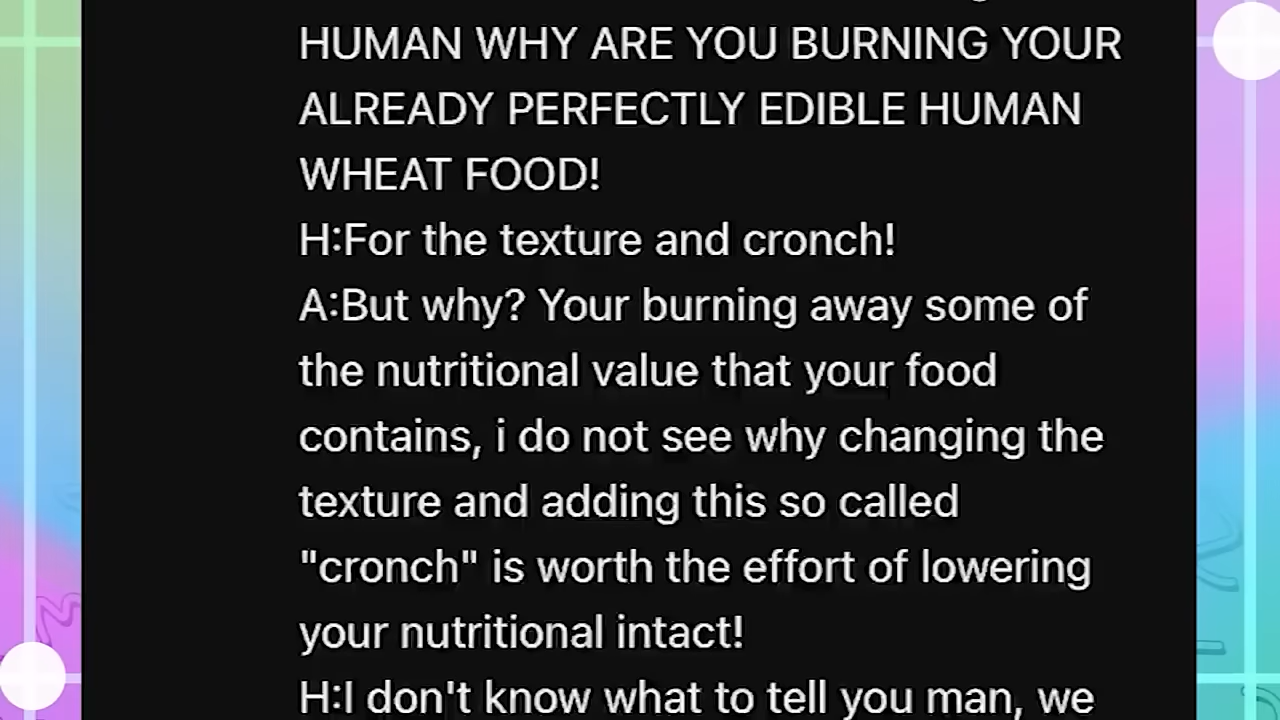 HUMAN WHY ARE YOU BURNING YOUR
ALREADY PERFECTLY EDIBLE HUMAN
WHEAT FOOD!
H:For the texture and cronch!
A:But why? Your burning away some of
the nutritional value that your food
contains, i do not see why changing the
texture and adding this so called
"cronch" is worth the effort of lowering
your nutritional intact!
H:I don't know what to tell you man, we